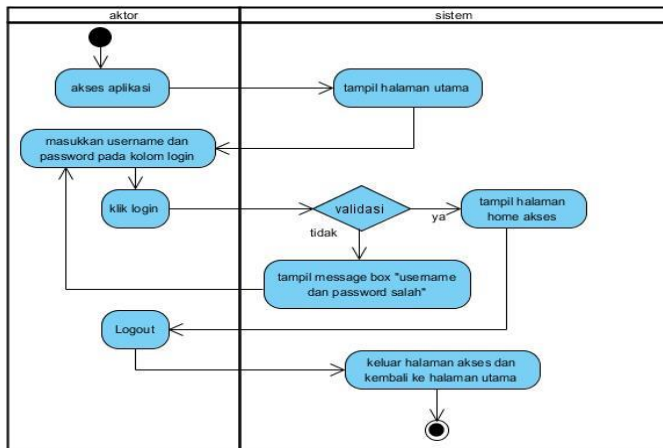 aktor
sistem
akses aplikasi
tampil halaman utama
masukkan username dan
password pada kolom login
klik login
validasi
ya
tampil halaman
home akses
tidak
tampil message box "username
dan password salah"
Logout
keluar halaman akses dan
kembali ke halaman utama